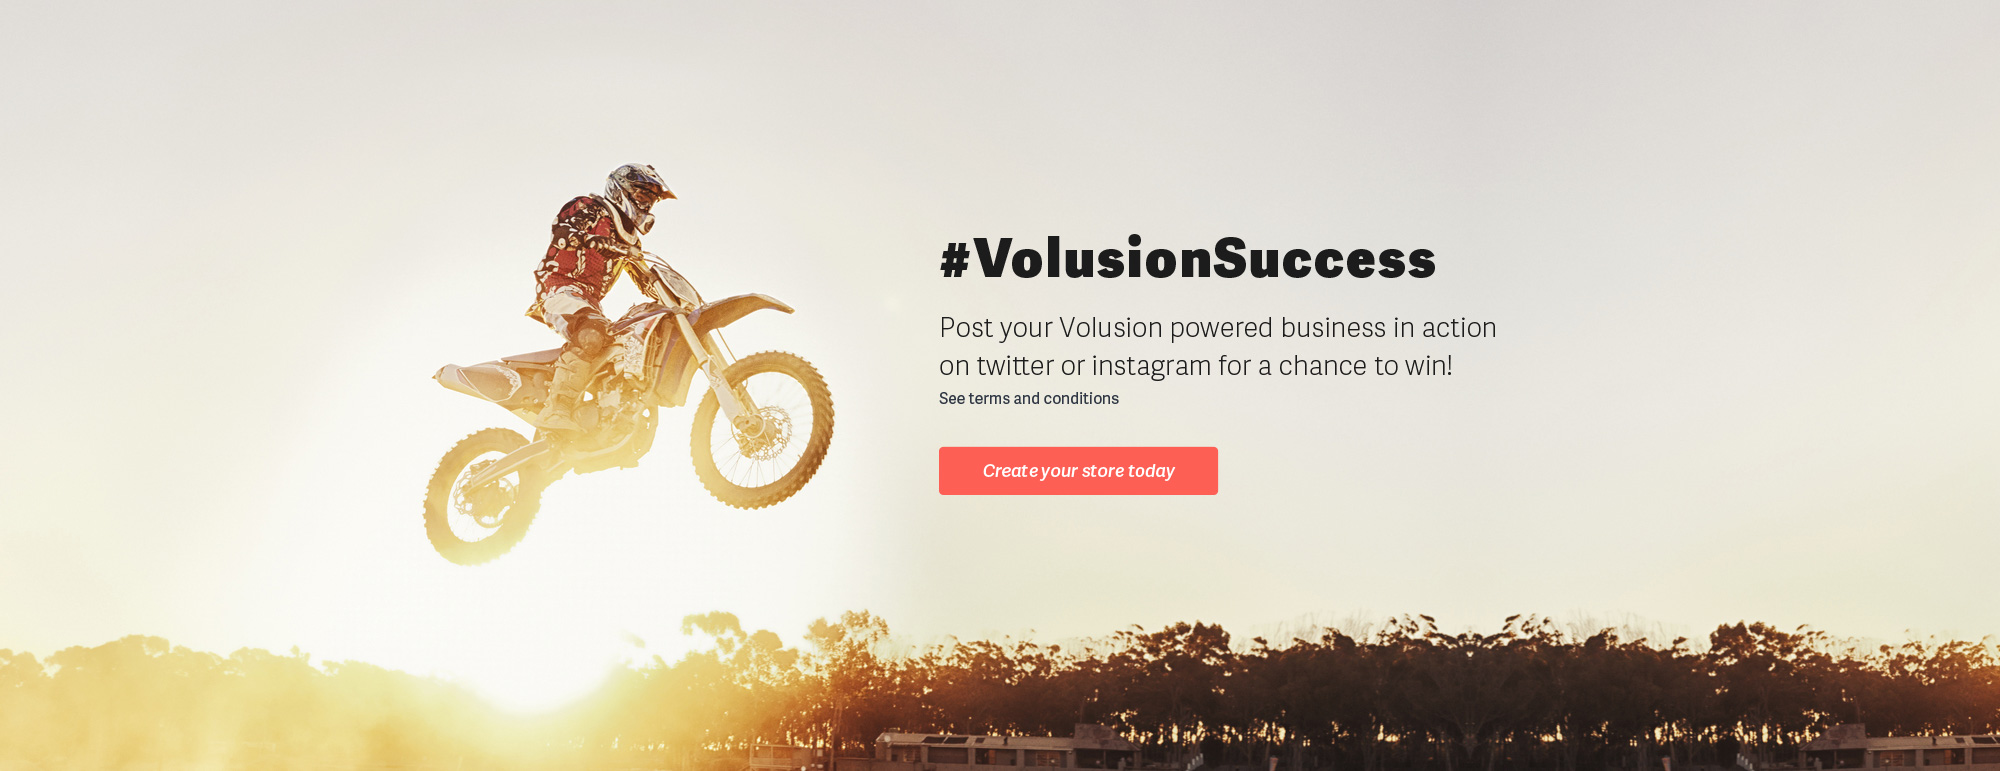 #VolusionSuccess
Post your Volusion powered business in action
on twitter or instagram for a chance to win!
See terms and conditions
Create your store today